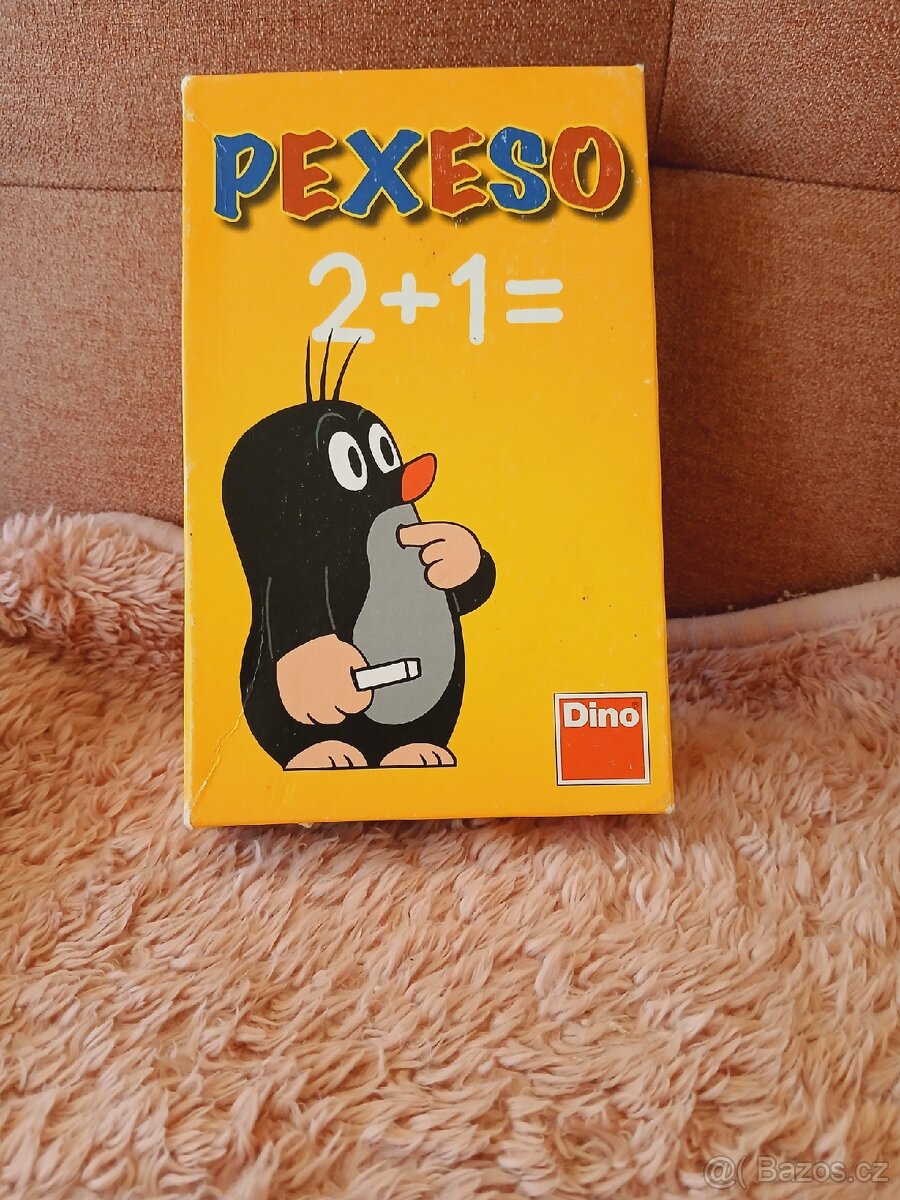 PEXESO
2+1=
Dino
@( Bazos.cz